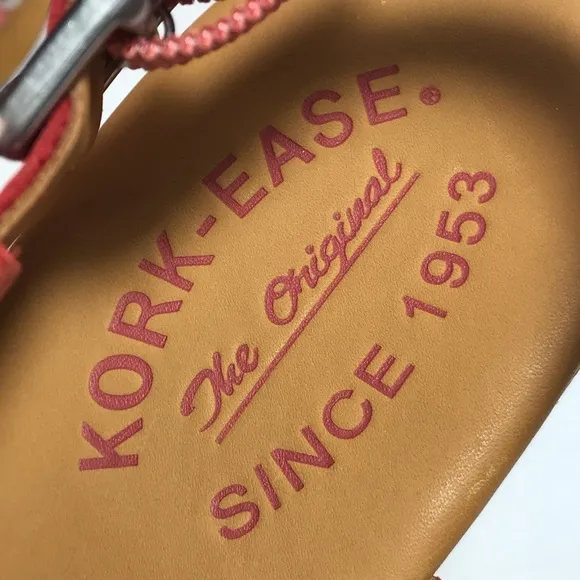 KORK-EASE®
The Original
SINCE 1953